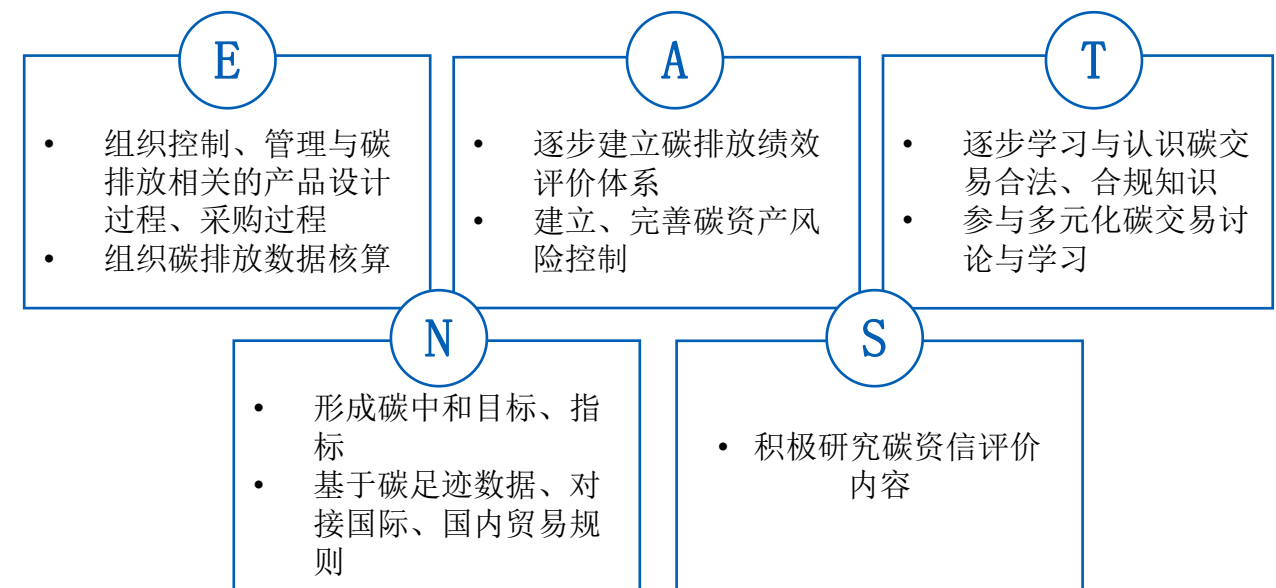 E
• 组织控制、管理与碳
排放相关的产品设计
过程、采购过程
• 组织碳排放数据核算
A
• 逐步建立碳排放绩效
评价体系
• 建立、完善碳资产风
险控制
T
• 逐步学习与认识碳交
易合法、合规知识
• 参与多元化碳交易讨
论与学习
N
• 形成碳中和目标、指
标
• 基于碳足迹数据、对
接国际、国内贸易规
则
S
• 积极研究碳资信评价
内容